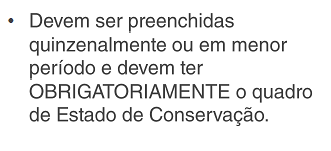 • Devem ser preenchidas
quinzenalmente ou em menor
período e devem ter
OBRIGATORIAMENTE o quadro
de Estado de Conservação.